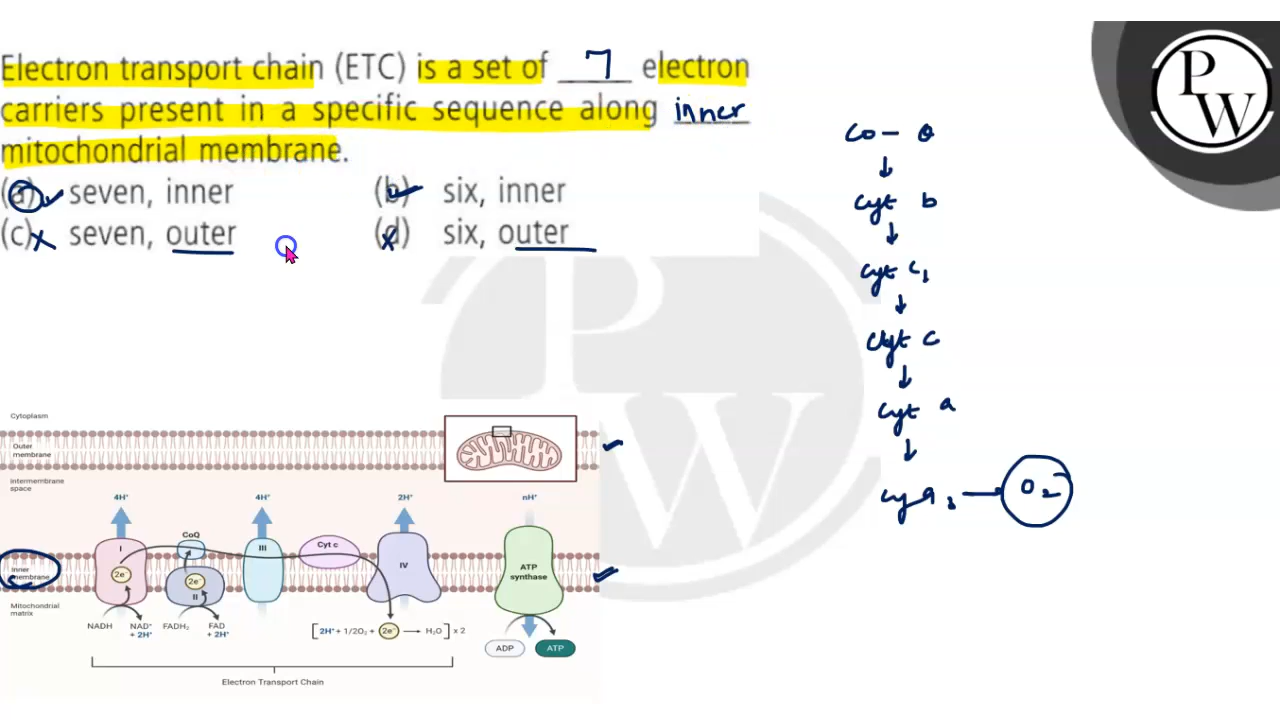 Electron transport chain (ETC) is a set of 7 electron
carriers present in a specific sequence along inner
mitochondrial membrane.
(a) seven, inner (b) six, inner
(c) seven, outer (d) six, outer
P
W
Co - Q
Cyt b
Cyt C1
Cyt C
Cyt a
Cyt a3 → O2
PW
Cytoplasm
Outer
membrane
Intermembrane
space
4H⁺ 4H⁺ 2H⁺ nH⁺
I CoQ III Cyt c IV ATP
synthase
2e⁻ 2e⁻
II
Inner
membrane
Mitochondrial
matrix
NADH NAD⁺
+ 2H⁺ FADH₂ FAD
+ 2H⁺ [2H⁺ + 1/2O₂ + 2e⁻ → H₂O] x 2
ADP ATP
Electron Transport Chain